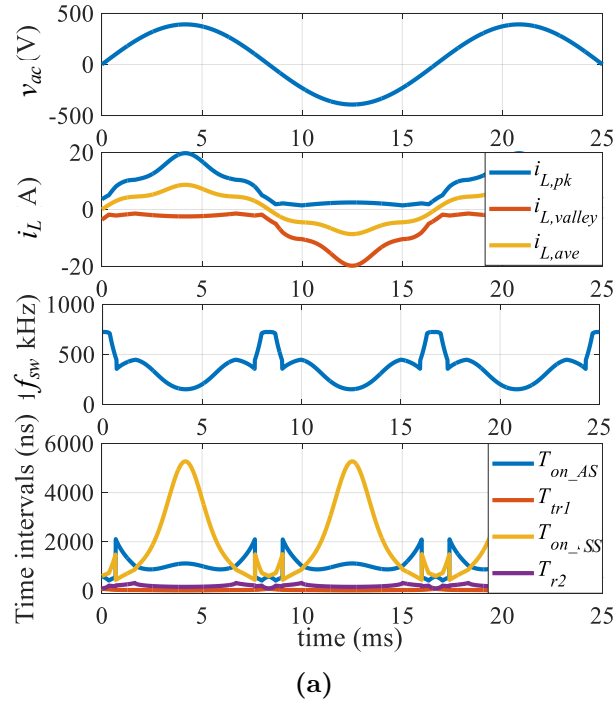 500
v_ac (V)
0
-500
0 5 10 15 20 25
20
i_L A)
0
-20
i_L,pk
i_L,valley
i_L,ave
0 5 10 15 20 25
1000
f_sw kHz)
500
0
0 5 10 15 20 25
6000
Time intervals (ns)
4000
2000
0
T_on_AS
T_tr1
T_on_SS
T_r2
0 5 10 15 20 25
time (ms)
(a)